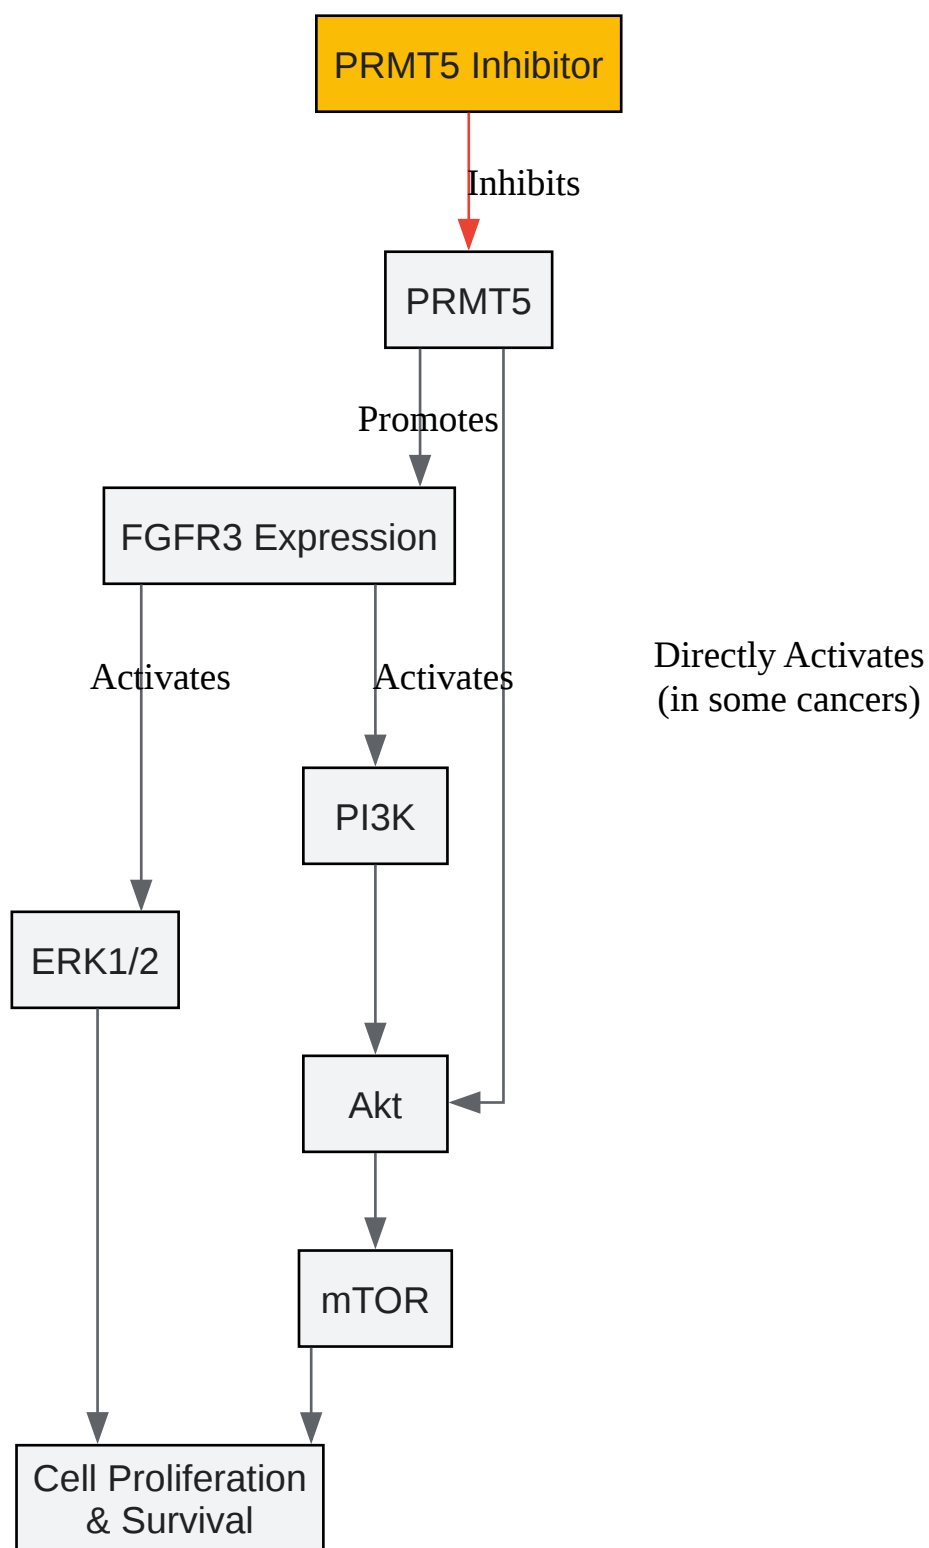 PRMT5 Inhibitor
Inhibits
PRMT5
Promotes
FGFR3 Expression
Activates
Activates
Directly Activates
(in some cancers)
PI3K
ERK1/2
Akt
mTOR
Cell Proliferation
& Survival